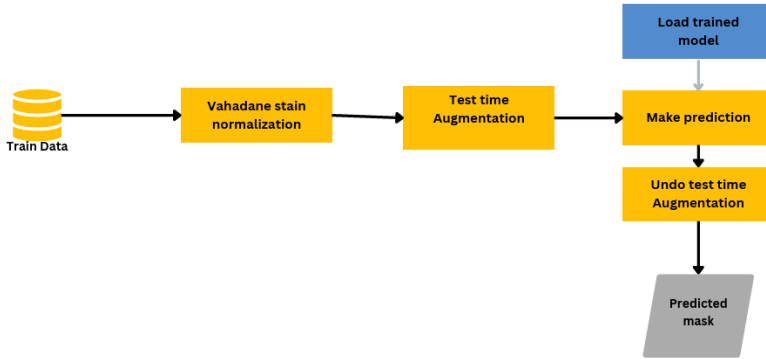 Load trained
model
Vahadane stain
normalization
Test time
Augmentation
Make prediction
Train Data
Undo test time
Augmentation
Predicted
mask